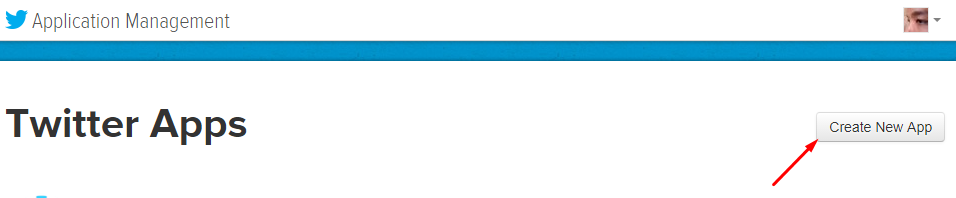 Application Management
Twitter Apps
Create New App